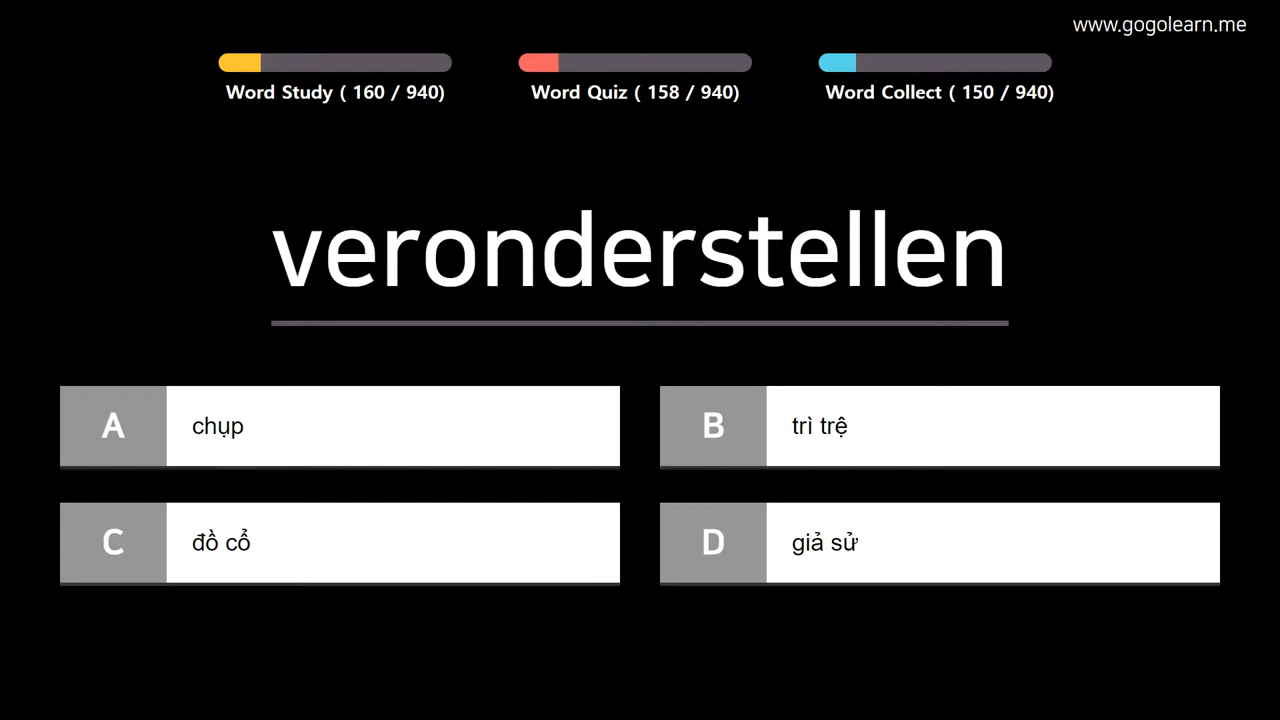 www.gogolearn.me
Word Study ( 160 / 940)
Word Quiz ( 158 / 940)
Word Collect ( 150 / 940)
veronderstellen
A chụp
B trì trệ
C đồ cổ
D giả sử